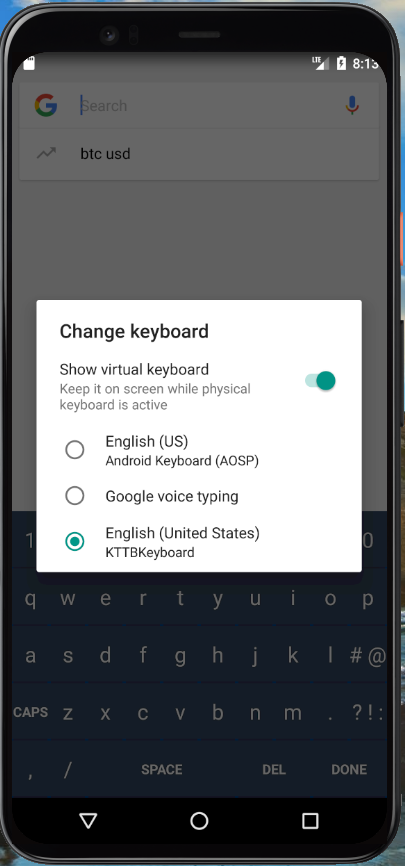 LTE 8:13
G Search
btc usd
Change keyboard
Show virtual keyboard
Keep it on screen while physical
keyboard is active
English (US)
Android Keyboard (AOSP)
Google voice typing
English (United States)
KTTBKeyboard
1 0
q w e r t y u i o p
a s d f g h j k l #@
CAPS z x c v b n m . ?!:
, / SPACE DEL DONE